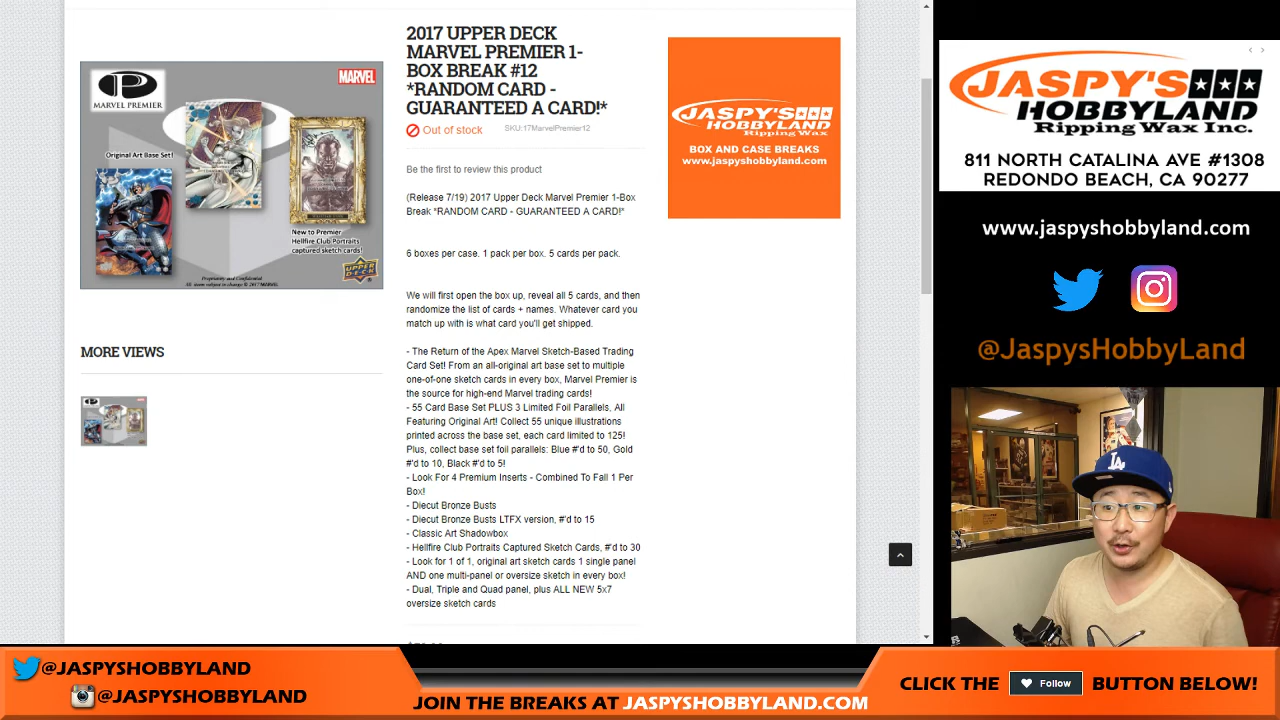 2017 UPPER DECK
MARVEL PREMIER 1-
BOX BREAK #12
*RANDOM CARD -
GUARANTEED A CARD!*
Out of stock
SKU:17MarvelPremier12
Be the first to review this product
(Release 7/19) 2017 Upper Deck Marvel Premier 1-Box
Break *RANDOM CARD - GUARANTEED A CARD!*
6 boxes per case. 1 pack per box. 5 cards per pack.
We will first open the box up, reveal all 5 cards, and then
randomize the list of cards + names. Whatever card you
match up with is what card you'll get shipped.
- The Return of the Apex Marvel Sketch-Based Trading
Card Set! From an all-original art base set to multiple
one-of-one sketch cards in every box, Marvel Premier is
the source for high-end Marvel trading cards!
- 55 Card Base Set PLUS 3 Limited Foil Parallels, All
Featuring Original Art! Collect 55 unique illustrations
printed across the base set, each card limited to 125!
Plus, collect base set foil parallels: Blue #'d to 50, Gold
#'d to 10, Black #'d to 5!
- Look For 4 Premium Inserts - Combined To Fall 1 Per
Box!
- Diecut Bronze Busts
- Diecut Bronze Busts LTFX version, #'d to 15
- Classic Art Shadowbox
- Hellfire Club Portraits Captured Sketch Cards, #'d to 30
- Look for 1 of 1, original art sketch cards 1 single panel
AND one multi-panel or oversize sketch in every box!
- Dual, Triple and Quad panel, plus ALL NEW 5x7
oversize sketch cards
MARVEL PREMIER
MARVEL
Original Art Base Set!
New to Premier
Hellfire Club Portraits
captured sketch cards!
Proprietary and Confidential
All items subject to change © 2017 MARVEL
UPPER
DECK
MORE VIEWS
JASPY'S
HOBBYLAND
Ripping Wax
BOX AND CASE BREAKS
www.jaspyshobbyland.com
JASPY'S
HOBBYLAND
Ripping Wax Inc.
811 NORTH CATALINA AVE #1308
REDONDO BEACH, CA 90277
www.jaspyshobbyland.com
@JaspysHobbyLand
LA
@JASPYSHOBBYLAND
@JASPYSHOBBYLAND
JOIN THE BREAKS AT JASPYSHOBBYLAND.COM
CLICK THE Follow BUTTON BELOW!